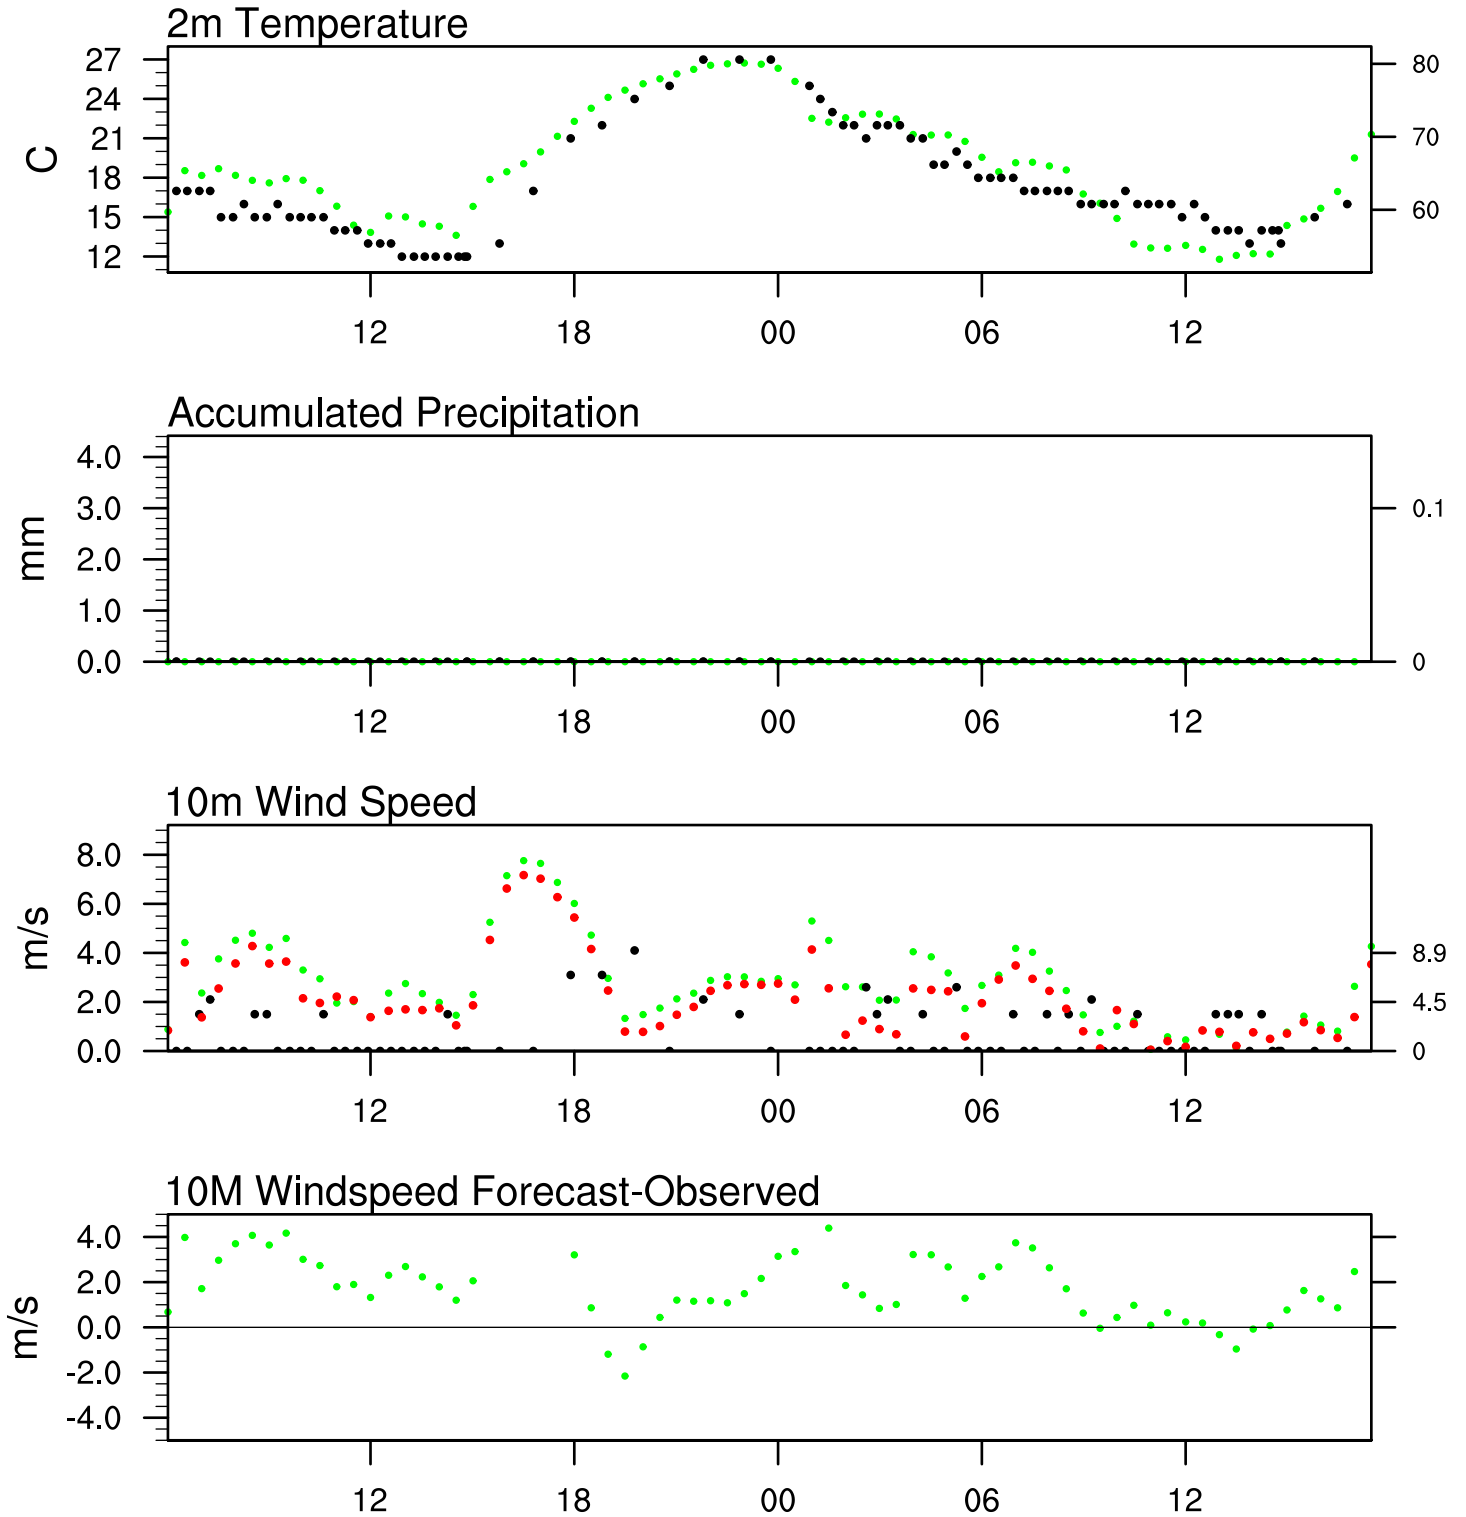 2m Temperature
27
24
21
18
15
12
C
80
70
60
12 18 00 06 12
Accumulated Precipitation
4.0
3.0
2.0
1.0
0.0
mm
0.1
0
12 18 00 06 12
10m Wind Speed
8.0
6.0
4.0
2.0
0.0
m/s
8.9
4.5
0
12 18 00 06 12
10M Windspeed Forecast-Observed
4.0
2.0
0.0
-2.0
-4.0
m/s
12 18 00 06 12